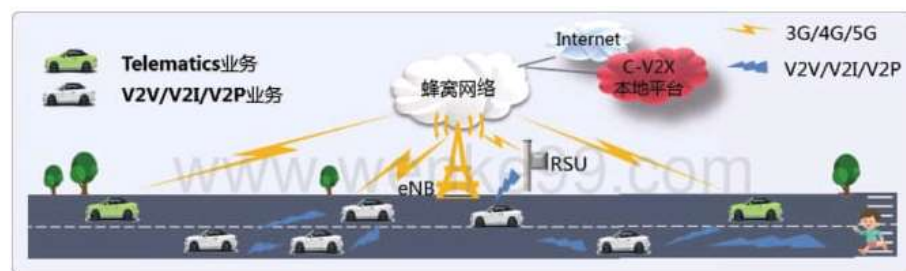 Telematics业务
V2V/V2I/V2P业务
蜂窝网络
Internet
C-V2X
本地平台
3G/4G/5G
V2V/V2I/V2P
eNB
RSU